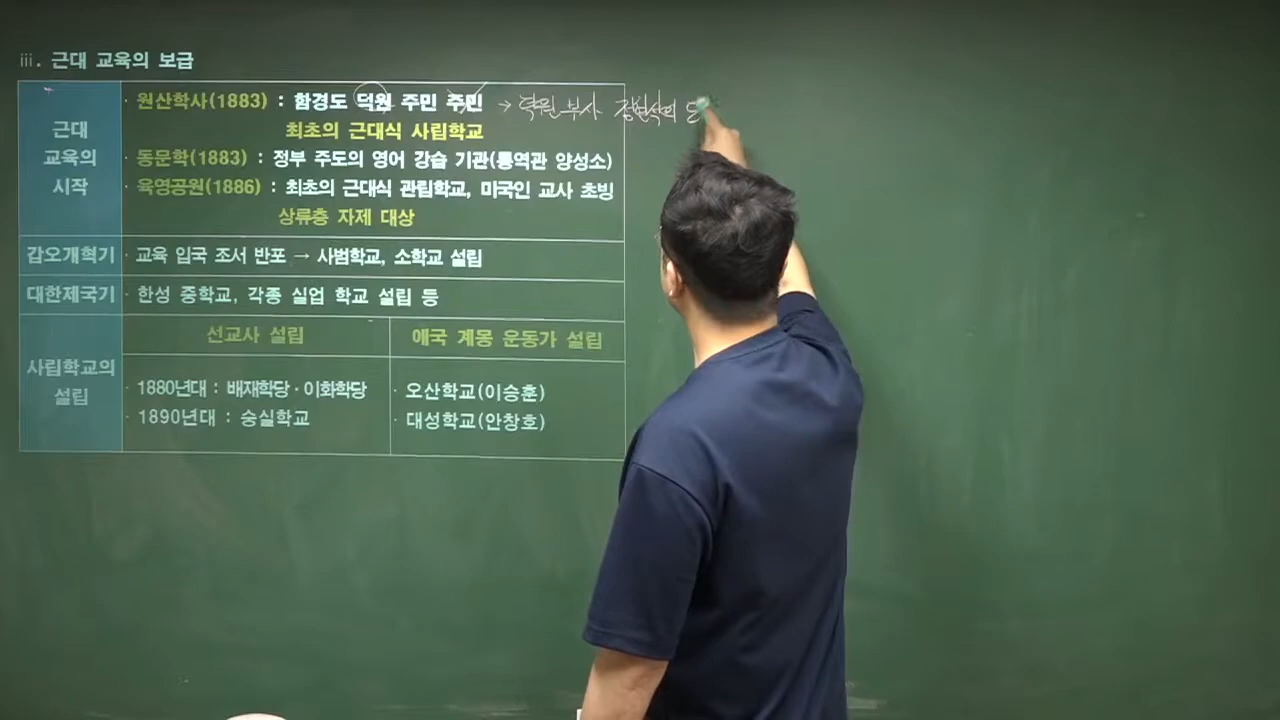 ⅲ. 근대 교육의 보급
근대 교육의 시작
· 원산학사(1883) : 함경도 덕원 주민 주민 → 덕원 부사 정현석의
최초의 근대식 사립학교
· 동문학(1883) : 정부 주도의 영어 강습 기관(통역관 양성소)
· 육영공원(1886) : 최초의 근대식 관립학교, 미국인 교사 초빙
상류층 자제 대상
갑오개혁기
· 교육 입국 조서 반포 → 사범학교, 소학교 설립
대한제국기
· 한성 중학교, 각종 실업 학교 설립 등
사립학교의 설립
선교사 설립
애국 계몽 운동가 설립
· 1880년대 : 배재학당·이화학당
· 오산학교(이승훈)
· 1890년대 : 숭실학교
· 대성학교(안창호)